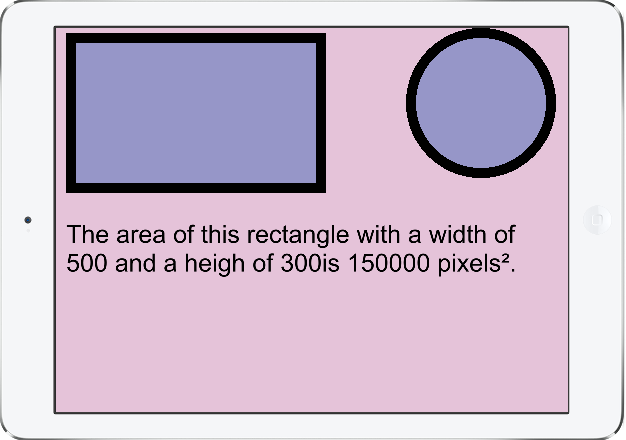 The area of this rectangle with a width of
500 and a heigh of 300is 150000 pixels².